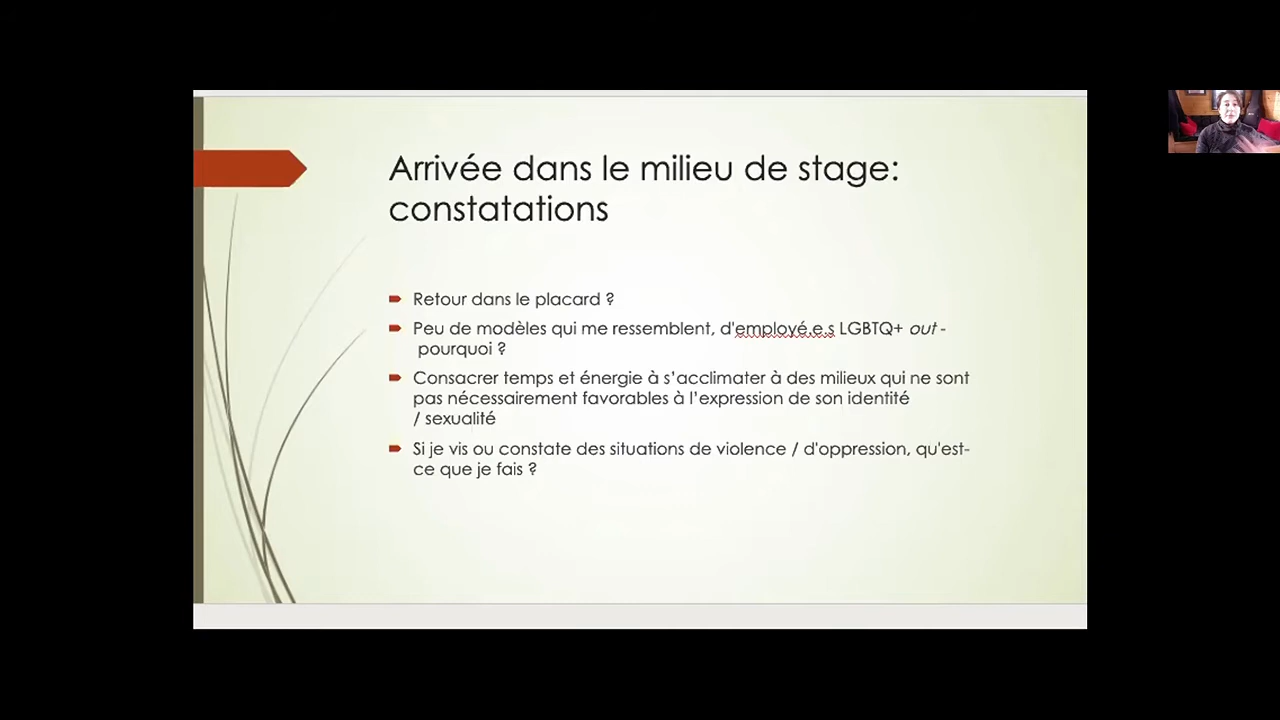 Arrivée dans le milieu de stage:
constatations
Retour dans le placard ?
Peu de modèles qui me ressemblent, d'employé.e.s LGBTQ+ out -
pourquoi ?
Consacrer temps et énergie à s’acclimater à des milieux qui ne sont
pas nécessairement favorables à l’expression de son identité
/ sexualité
Si je vis ou constate des situations de violence / d'oppression, qu'est-
ce que je fais ?